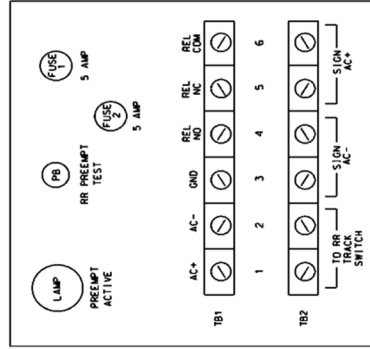 LAMP
PREEMPT
ACTIVE
PB
RR PREEMPT
TEST
FUSE
1
5 AMP
FUSE
2
5 AMP
AC+
AC-
GND
REL
NO
REL
NC
REL
COM
TB1
1
2
3
4
5
6
TB2
TO RR
TRACK
SWITCH
SIGN
AC-
SIGN
AC+